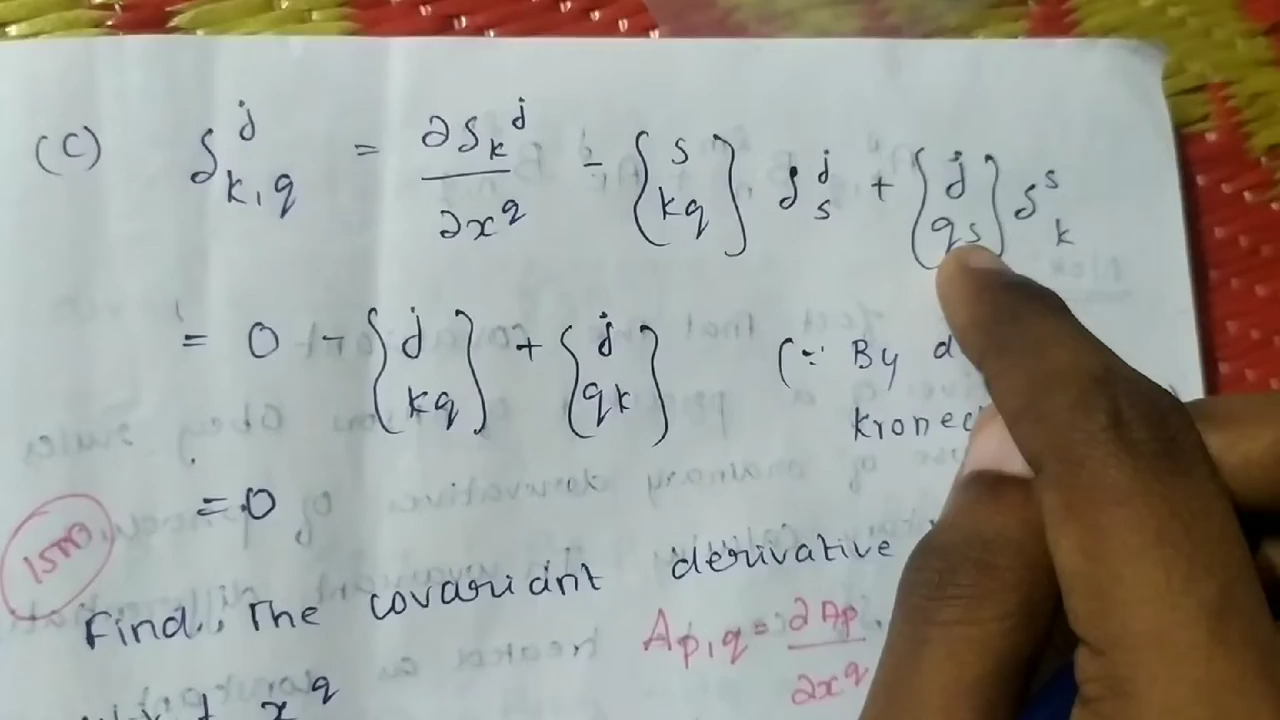 (c) δ^j_{k,q} = ∂δ_k^j / ∂x^q - {s kq} δ^j_s + {j qs} δ^s_k
= 0 - {j kq} + {j qk} (∵ By d
kronec
= 0
15m
Find, The covariant derivative
A_{p,q} = ∂A_p / ∂x^q
x^q